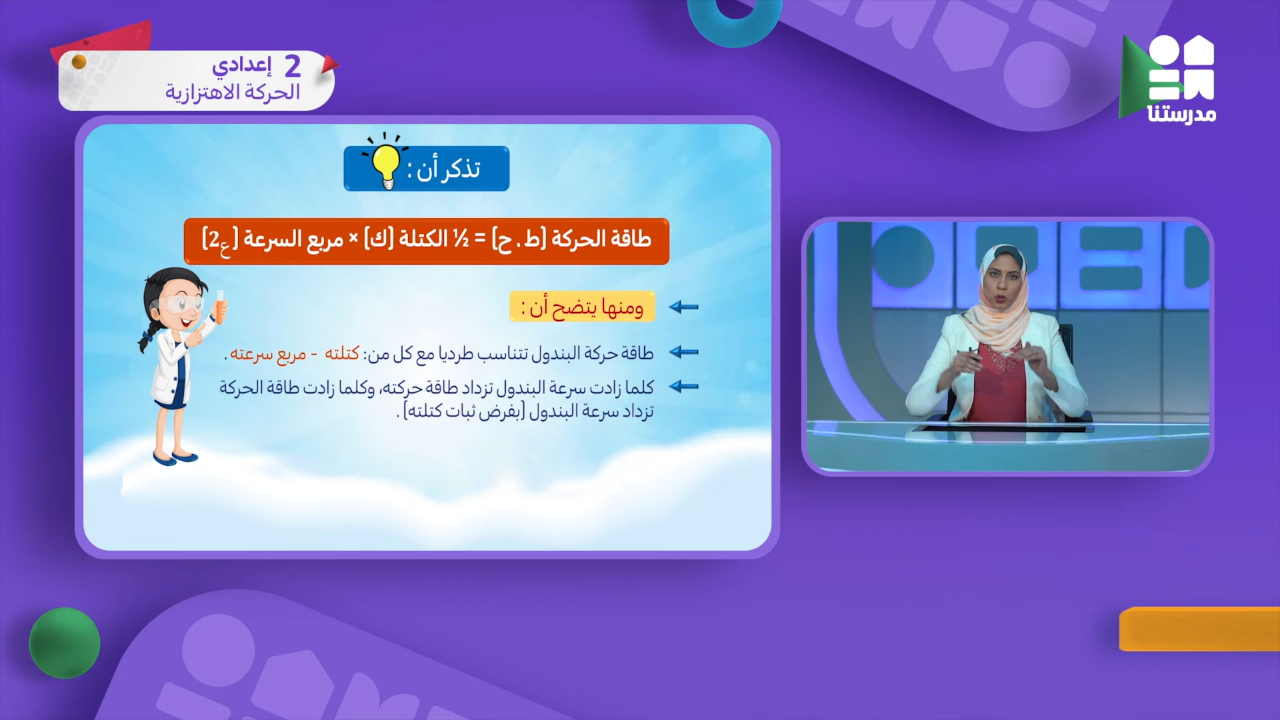 2 إعدادي
الحركة الاهتزازية
مدرستنا
تذكر أن :
طاقة الحركة (ط . ح) = ½ الكتلة (ك) × مربع السرعة (ع2)
ومنها يتضح أن :
طاقة حركة البندول تتناسب طرديا مع كل من: كتلته - مربع سرعته .
كلما زادت سرعة البندول تزداد طاقة حركته، وكلما زادت طاقة الحركة
تزداد سرعة البندول (بفرض ثبات كتلته) .